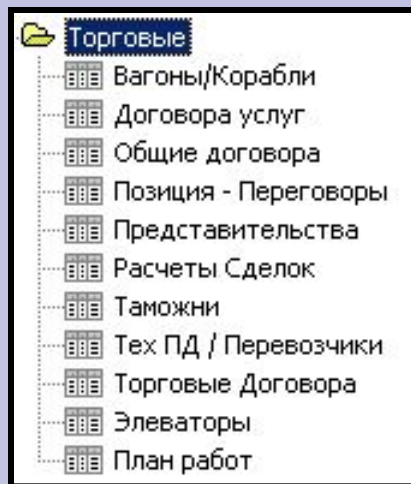 Торговые
Вагоны/Корабли
Договора услуг
Общие договора
Позиция - Переговоры
Представительства
Расчеты Сделок
Таможни
Тех ПД / Перевозчики
Торговые Договора
Элеваторы
План работ